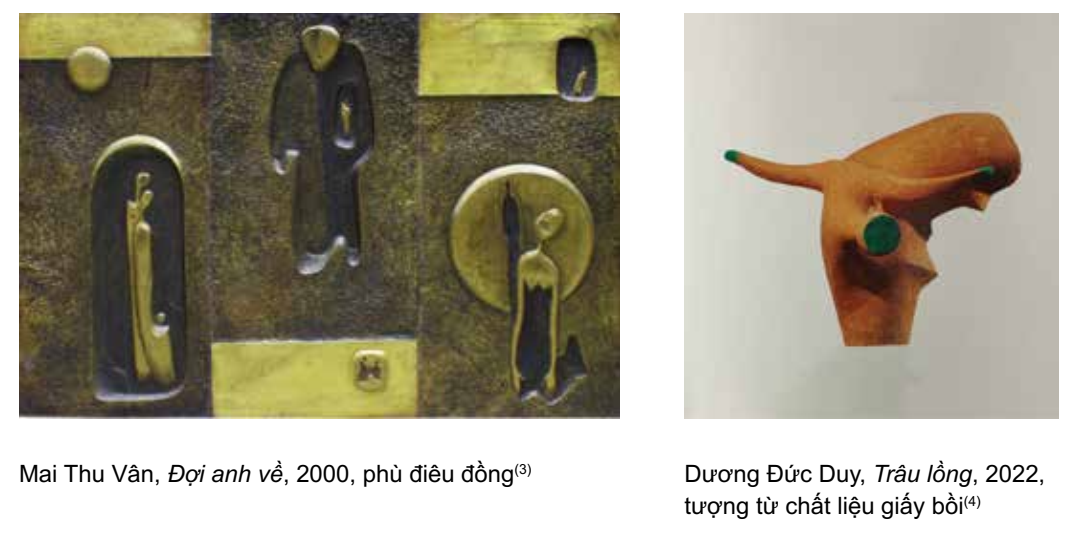 Mai Thu Vân, Đợi anh về, 2000, phù điêu đồng(3)
Dương Đức Duy, Trâu lồng, 2022,
tượng từ chất liệu giấy bồi(4)